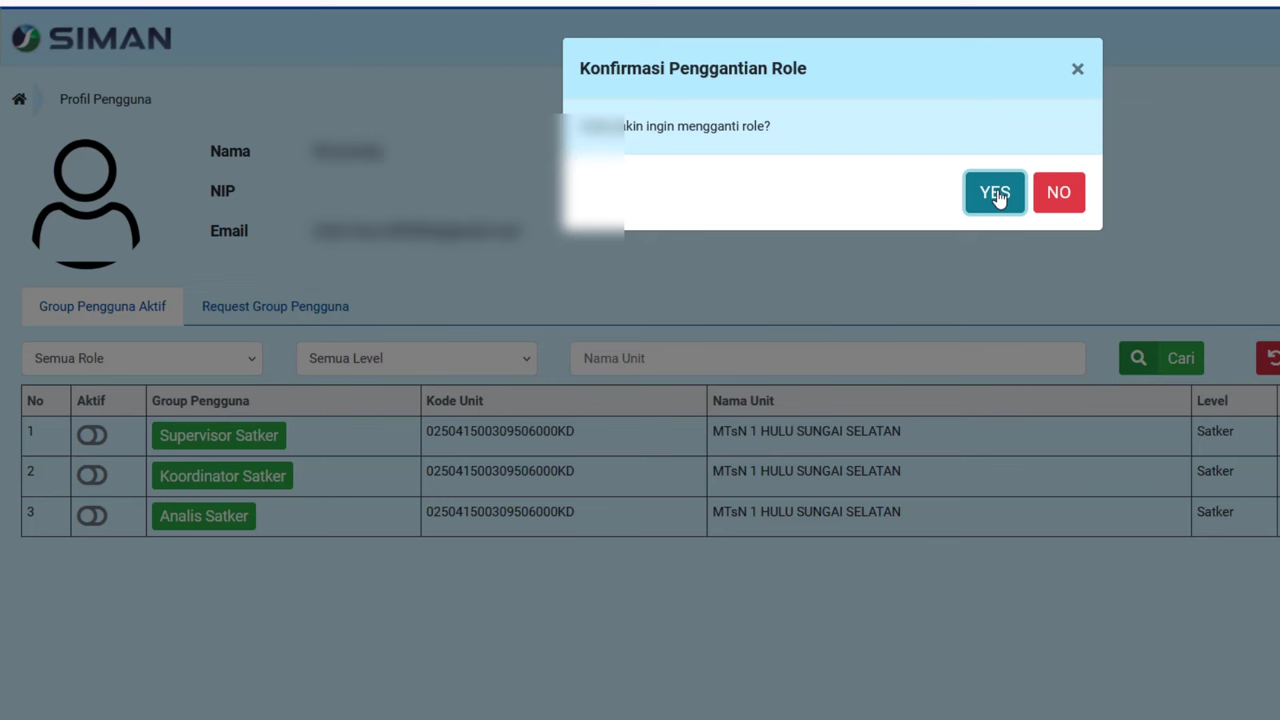 SIMAN
Konfirmasi Penggantian Role
×
Profil Pengguna
kin ingin mengganti role?
Nama
NIP
Email
YES
NO
Group Pengguna Aktif
Request Group Pengguna
Semua Role
Semua Level
Nama Unit
Cari
No Aktif Group Pengguna Kode Unit Nama Unit Level
1 Supervisor Satker 025041500309506000KD MTsN 1 HULU SUNGAI SELATAN Satker
2 Koordinator Satker 025041500309506000KD MTsN 1 HULU SUNGAI SELATAN Satker
3 Analis Satker 025041500309506000KD MTsN 1 HULU SUNGAI SELATAN Satker